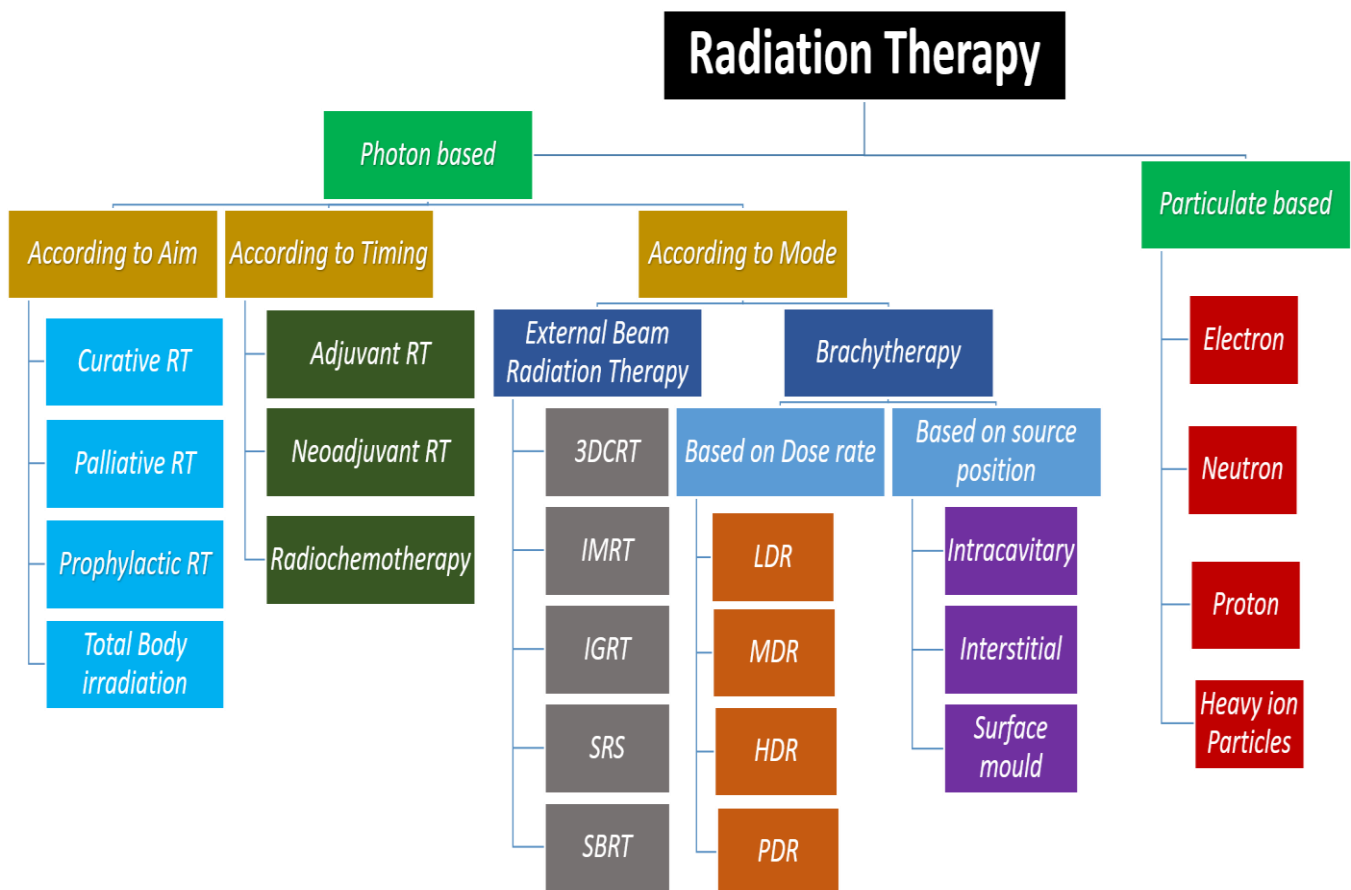 Radiation Therapy
Photon based
Particulate based
According to Aim
According to Timing
According to Mode
Curative RT
Palliative RT
Prophylactic RT
Total Body
irradiation
Adjuvant RT
Neoadjuvant RT
Radiochemotherapy
External Beam
Radiation Therapy
3DCRT
IMRT
IGRT
SRS
SBRT
Brachytherapy
Based on Dose rate
LDR
MDR
HDR
PDR
Based on source
position
Intracavitary
Interstitial
Surface
mould
Electron
Neutron
Proton
Heavy ion
Particles